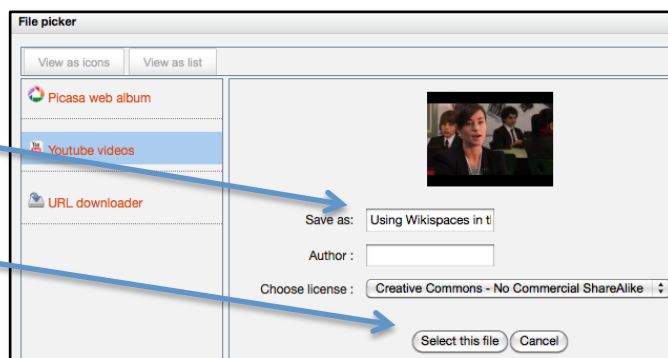 File picker
View as icons View as list
Picasa web album
Youtube videos
URL downloader
Save as: Using Wikispaces in t
Author :
Choose license : Creative Commons - No Commercial ShareAlike
Select this file Cancel